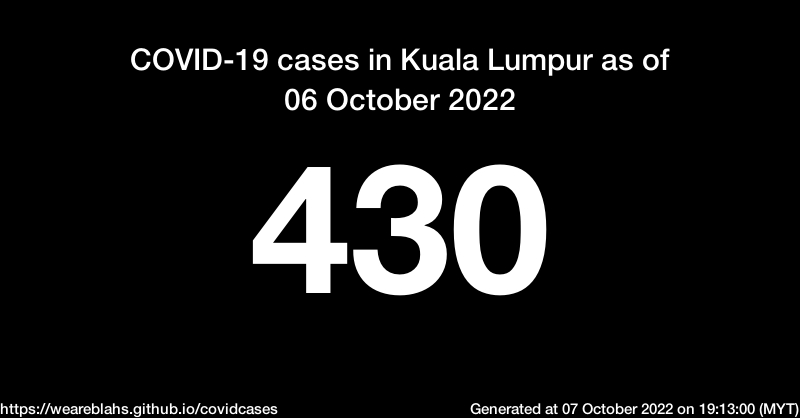 COVID-19 cases in Kuala Lumpur as of
06 October 2022
430
https://weareblahs.github.io/covidcases
Generated at 07 October 2022 on 19:13:00 (MYT)